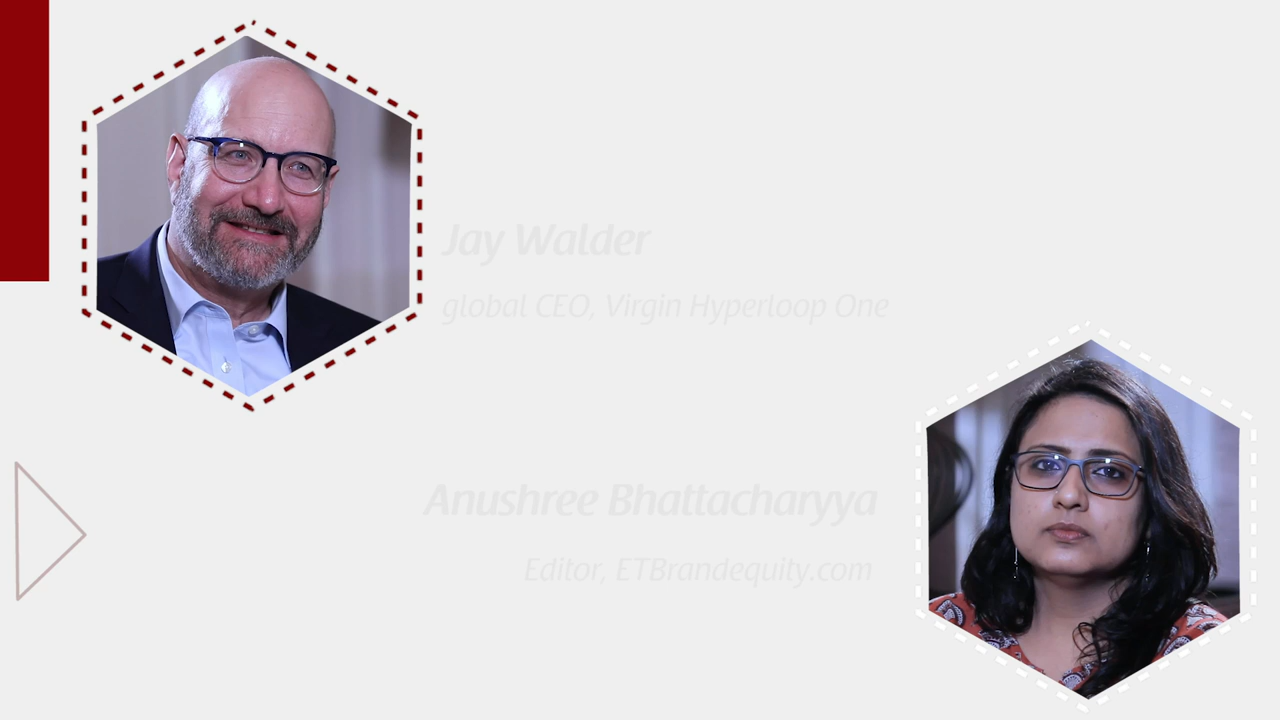 Jay Walder
global CEO, Virgin Hyperloop One
Anushree Bhattacharyya
Editor, ETBrandequity.com